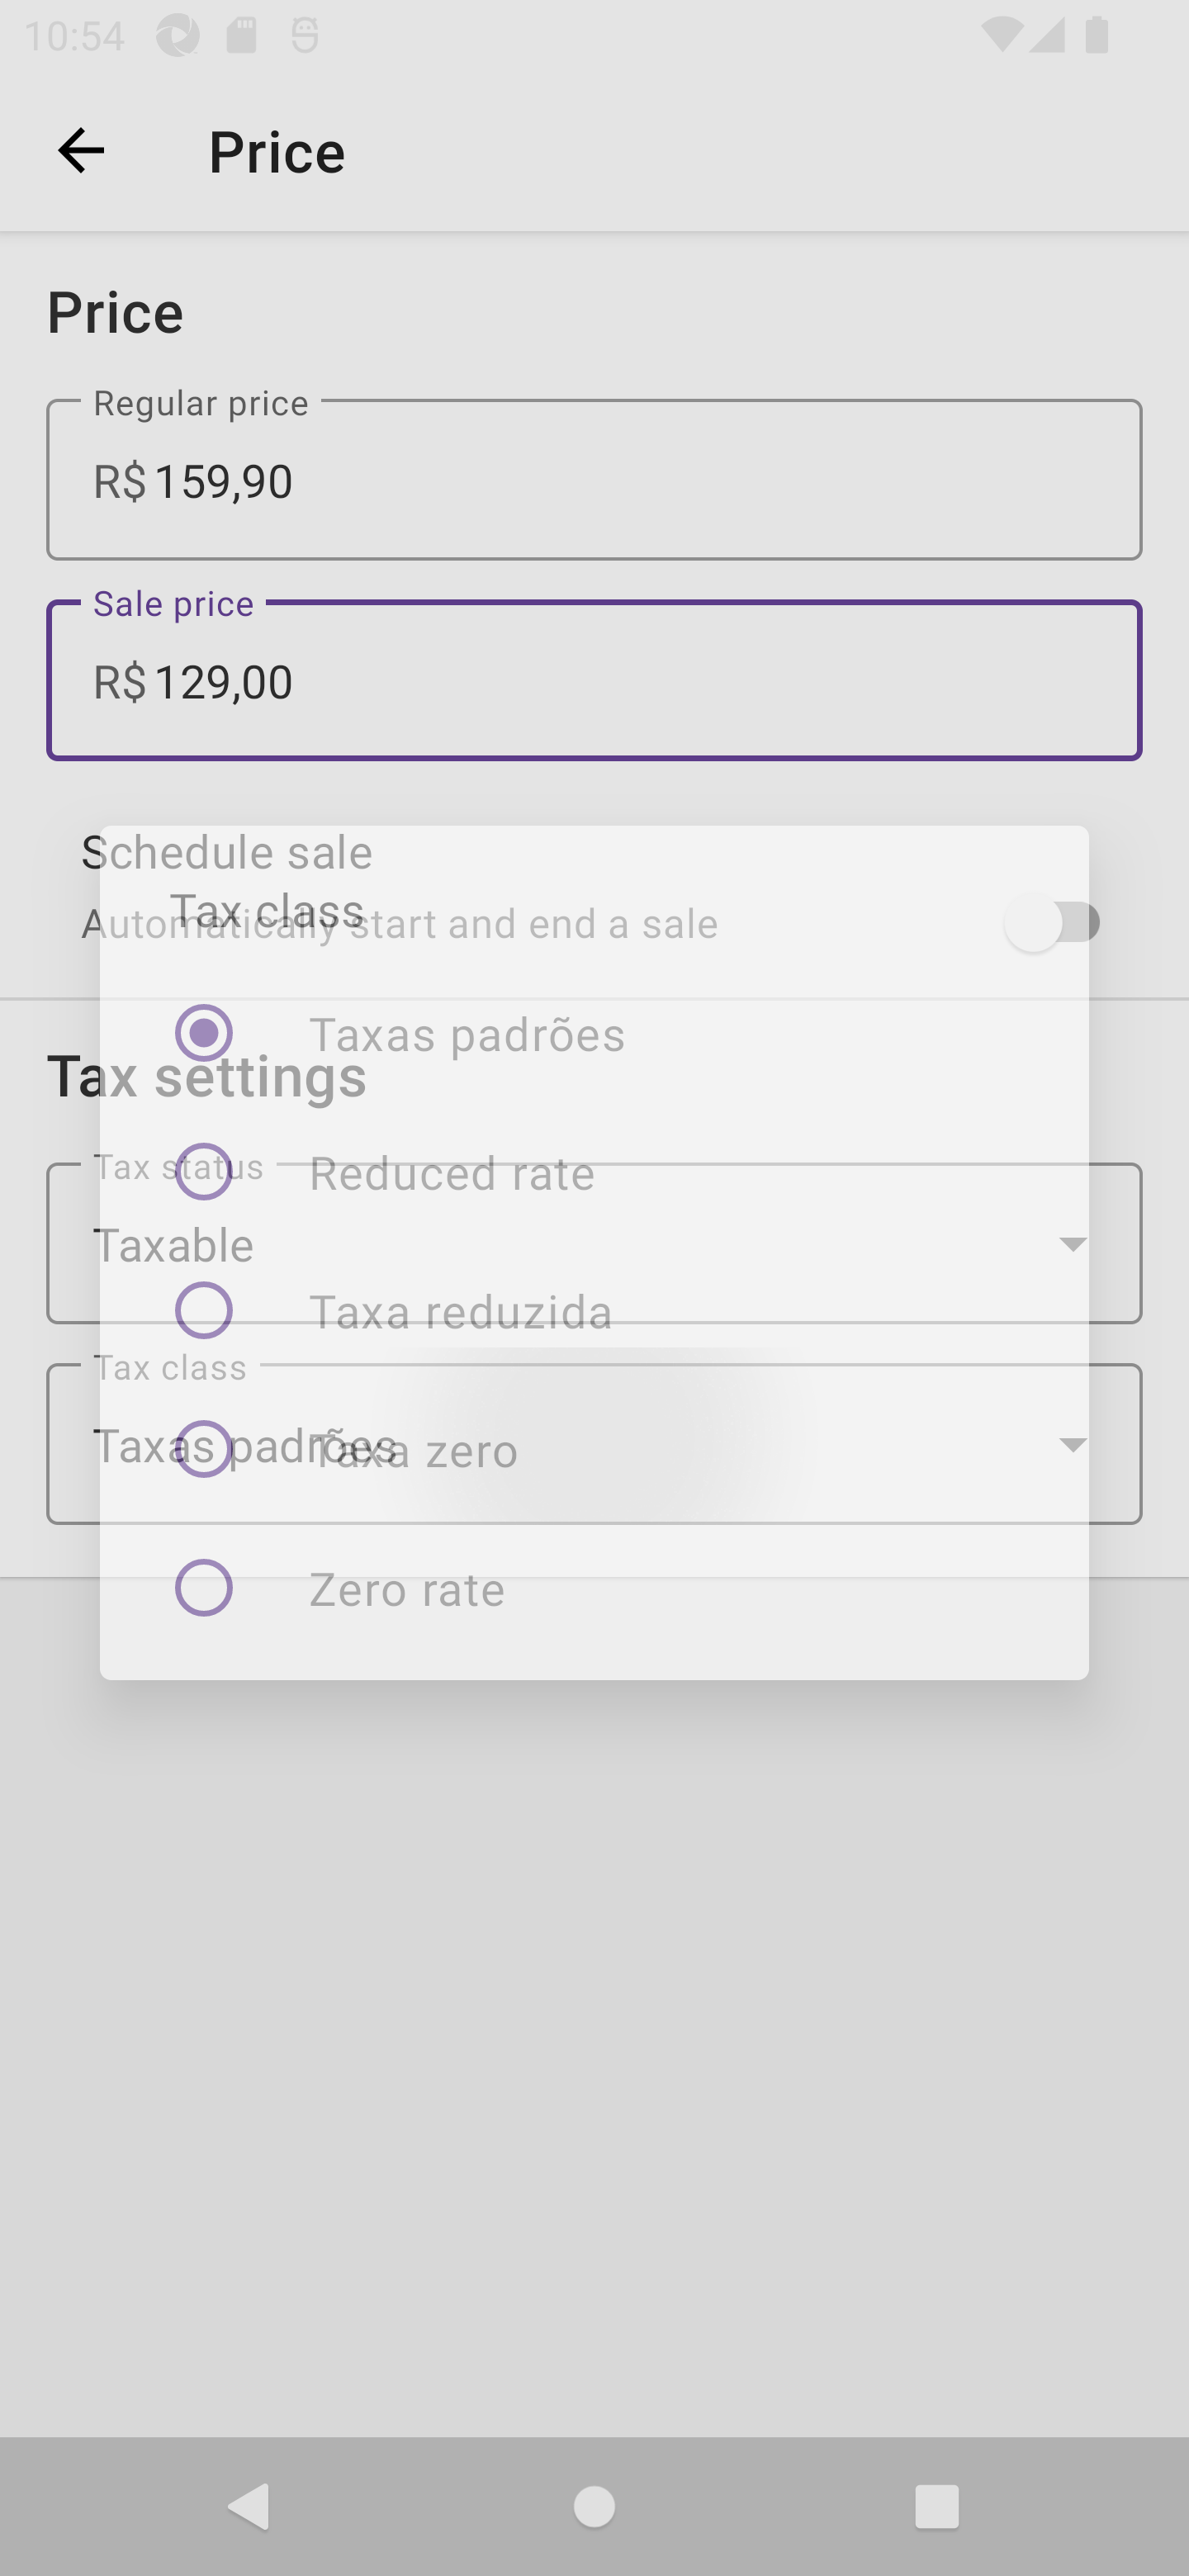 10:54
Price
Price
Regular price
R$ 159,90
Sale price
R$ 129,00
Schedule sale
Automatically start and end a sale
Tax class
Taxas padrões
Tax settings
Reduced rate
Tax status
Taxable
Taxa reduzida
Tax class
Taxas padrões
Taxa zero
Zero rate